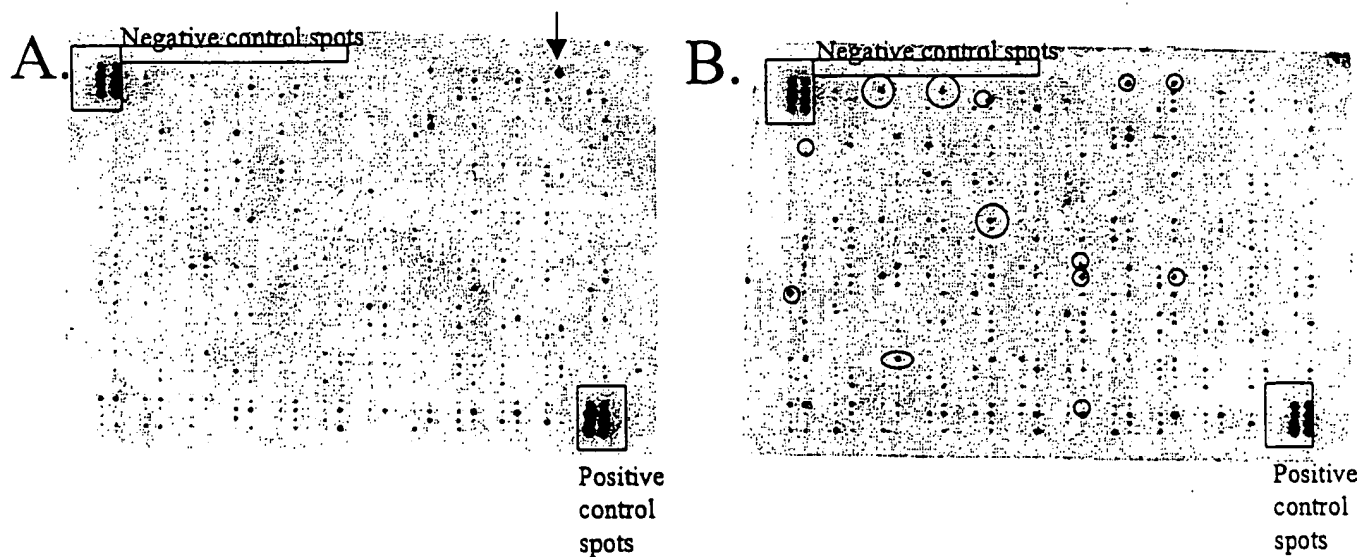 A.
Negative control spots
Positive
control
spots
B.
Negative control spots
Positive
control
spots